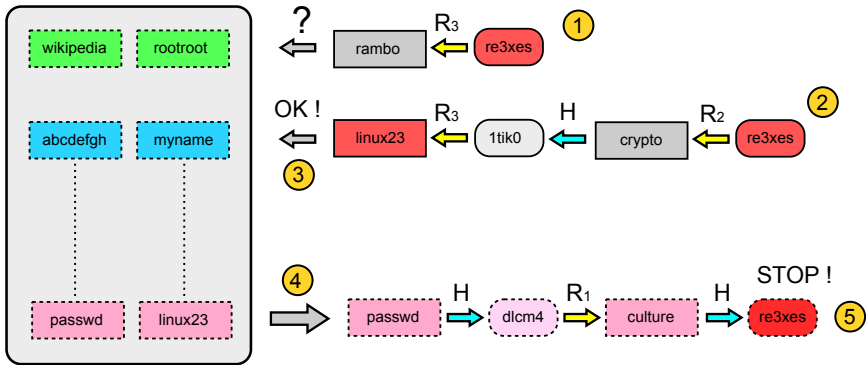 ? R3 1
wikipedia rootroot rambo re3xes
OK ! R3 H R2 2
abcdefgh myname linux23 1tik0 crypto re3xes
3
4 H R1 H STOP !
passwd linux23 passwd dlcm4 culture re3xes 5